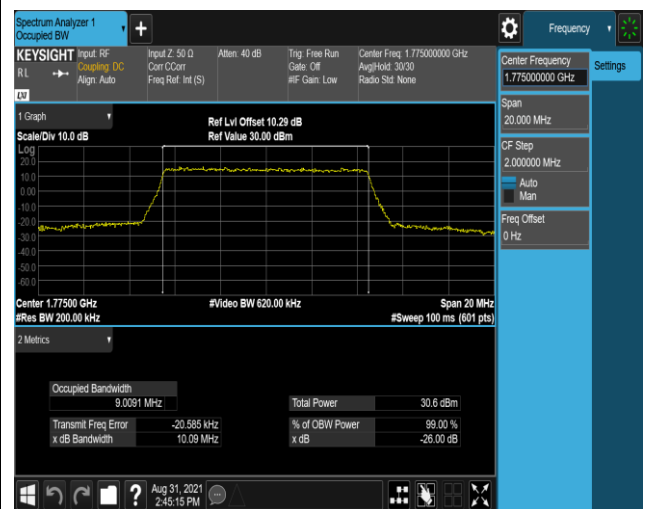 Spectrum Analyzer 1
Occupied BW
+
Frequency
KEYSIGHT
RL
LXI
Input: RF
Coupling: DC
Align: Auto
Input Z: 50 Ω
Corr CCorr
Freq Ref: Int (S)
Atten: 40 dB
Trig: Free Run
Gate: Off
#IF Gain: Low
Center Freq: 1.775000000 GHz
Avg|Hold: 30/30
Radio Std: None
Center Frequency
1.775000000 GHz
Settings
Span
20.000 MHz
CF Step
2.000000 MHz
Auto
Man
Freq Offset
0 Hz
1 Graph
Scale/Div 10.0 dB
Ref Lvl Offset 10.29 dB
Ref Value 30.00 dBm
Log
20.0
10.0
0.00
-10.0
-20.0
-30.0
-40.0
-50.0
-60.0
Center 1.77500 GHz
#Video BW 620.00 kHz
Span 20 MHz
#Res BW 200.00 kHz
#Sweep 100 ms (601 pts)
2 Metrics
Occupied Bandwidth
9.0091 MHz
Total Power 30.6 dBm
Transmit Freq Error -20.585 kHz
% of OBW Power 99.00 %
x dB Bandwidth 10.09 MHz
x dB -26.00 dB
?
Aug 31, 2021
2:45:15 PM